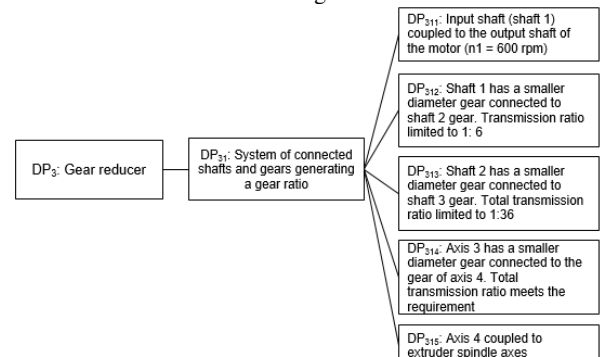 DP₃₁₁: Input shaft (shaft 1)
coupled to the output shaft of
the motor (n1 = 600 rpm)
DP₃₁₂: Shaft 1 has a smaller
diameter gear connected to
shaft 2 gear. Transmission ratio
limited to 1: 6
DP₃: Gear reducer
DP₃₁: System of connected
shafts and gears generating
a gear ratio
DP₃₁₃: Shaft 2 has a smaller
diameter gear connected to
shaft 3 gear. Total transmission
ratio limited to 1:36
DP₃₁₄: Axis 3 has a smaller
diameter gear connected to the
gear of axis 4. Total
transmission ratio meets the
requirement
DP₃₁₅: Axis 4 coupled to
extruder spindle axes